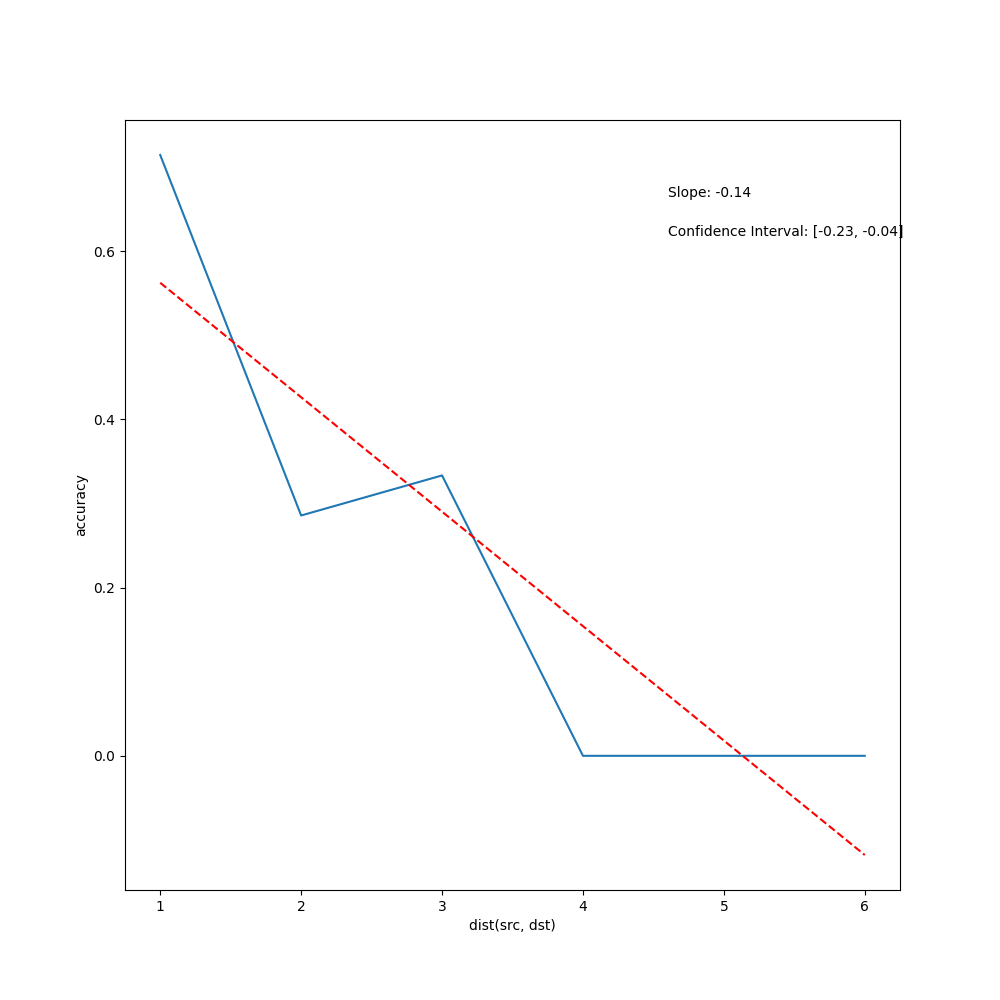 Slope: -0.14
Confidence Interval: [-0.23, -0.04]
0.6
0.4
0.2
0.0
accuracy
1 2 3 4 5 6
dist(src, dst)